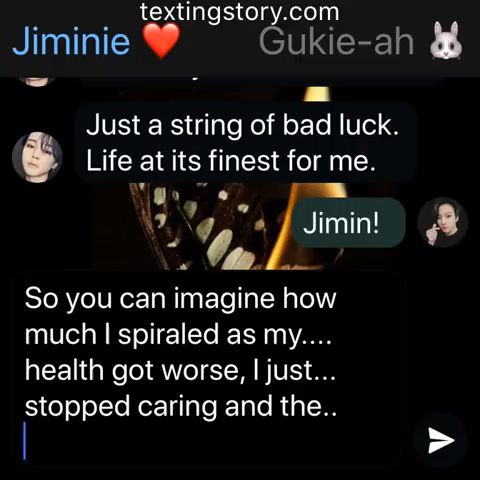 textingstory.com
Jiminie ❤️ Gukie-ah 🐰
Just a string of bad luck.
Life at its finest for me.
Jimin!
So you can imagine how
much I spiraled as my....
health got worse, I just...
stopped caring and the..